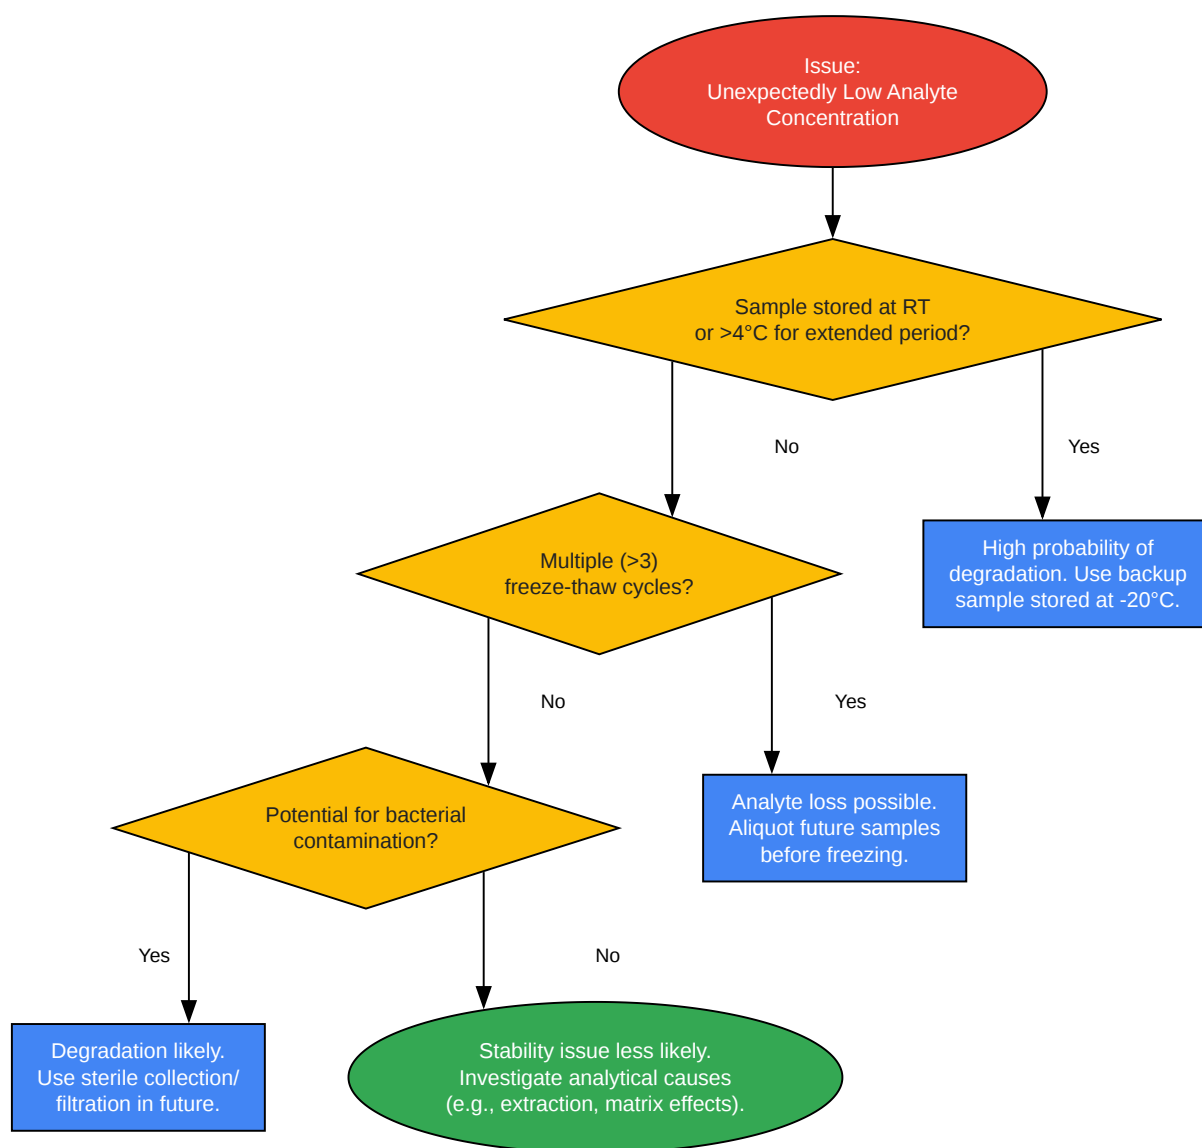 Issue:
Unexpectedly Low Analyte
Concentration
Sample stored at RT
or >4°C for extended period?
No
Yes
Multiple (>3)
freeze-thaw cycles?
High probability of
degradation. Use backup
sample stored at -20°C.
No
Yes
Potential for bacterial
contamination?
Analyte loss possible.
Aliquot future samples
before freezing.
Yes
No
Degradation likely.
Use sterile collection/
filtration in future.
Stability issue less likely.
Investigate analytical causes
(e.g., extraction, matrix effects).